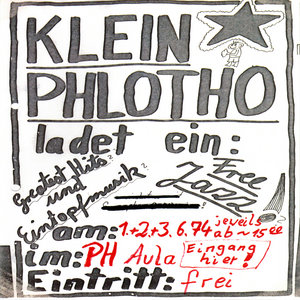 KLEIN
PHLOTHO
ladet ein:
Greatest Hits
und
Eintopfmusik
Free
Jazz
am: 1.+2.+3. 6. 74 jeweils ab ~ 15
im: PH Aula Eingang hier!
Eintritt: frei